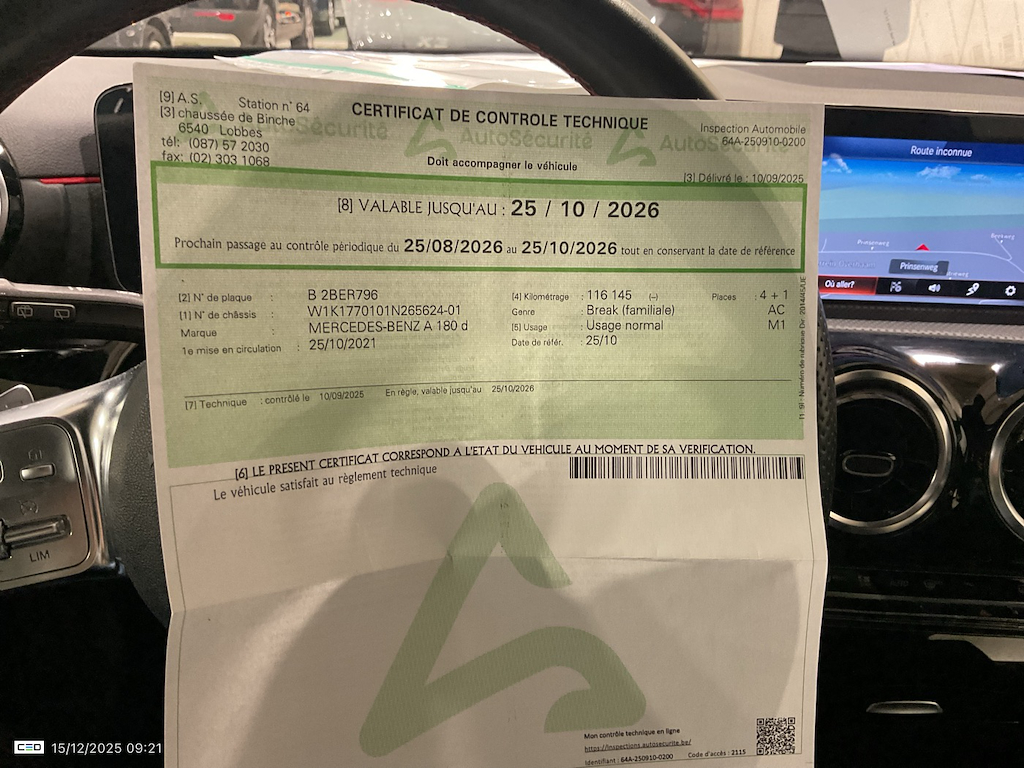 [9] A.S. Station n° 64
[3] chaussée de Binche
6540 Lobbes
tél: (087) 57 2030
fax: (02) 303 1068
CERTIFICAT DE CONTROLE TECHNIQUE
AutoSécurité AutoSécurité AutoSécurité
Doit accompagner le véhicule
Inspection Automobile
64A-250910-0200
[3] Délivré le : 10/09/2025
[8] VALABLE JUSQU'AU : 25 / 10 / 2026
Prochain passage au contrôle périodique du 25/08/2026 au 25/10/2026 tout en conservant la date de référence
[2] N° de plaque : B 2BER796
[1] N° de châssis : W1K1770101N265624-01
Marque : MERCEDES-BENZ A 180 d
1e mise en circulation : 25/10/2021
[4] Kilométrage : 116 145 (--) Places : 4 + 1
Genre : Break (familiale) AC
[5] Usage : Usage normal M1
Date de référ. : 25/10
[7] Technique : contrôlé le 10/09/2025 En règle, valable jusqu'au 25/10/2026
[6] LE PRESENT CERTIFICAT CORRESPOND A L'ETAT DU VEHICULE AU MOMENT DE SA VERIFICATION.
Le véhicule satisfait au règlement technique
Mon contrôle technique en ligne
https://inspections.autosecurite.be/
Identifiant : 64A-250910-0200 Code d'accès : 2115
Route inconnue
Prinsenweg
Prinsenweg
Où aller?
LIM
CEO 15/12/2025 09:21